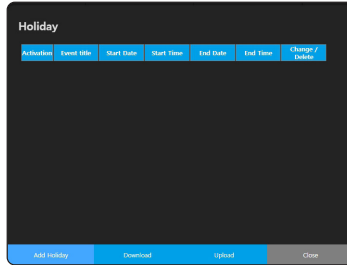 Holiday
Activation Event title Start Date Start Time End Date End Time Change / Delete
Add Holiday Download Upload Close